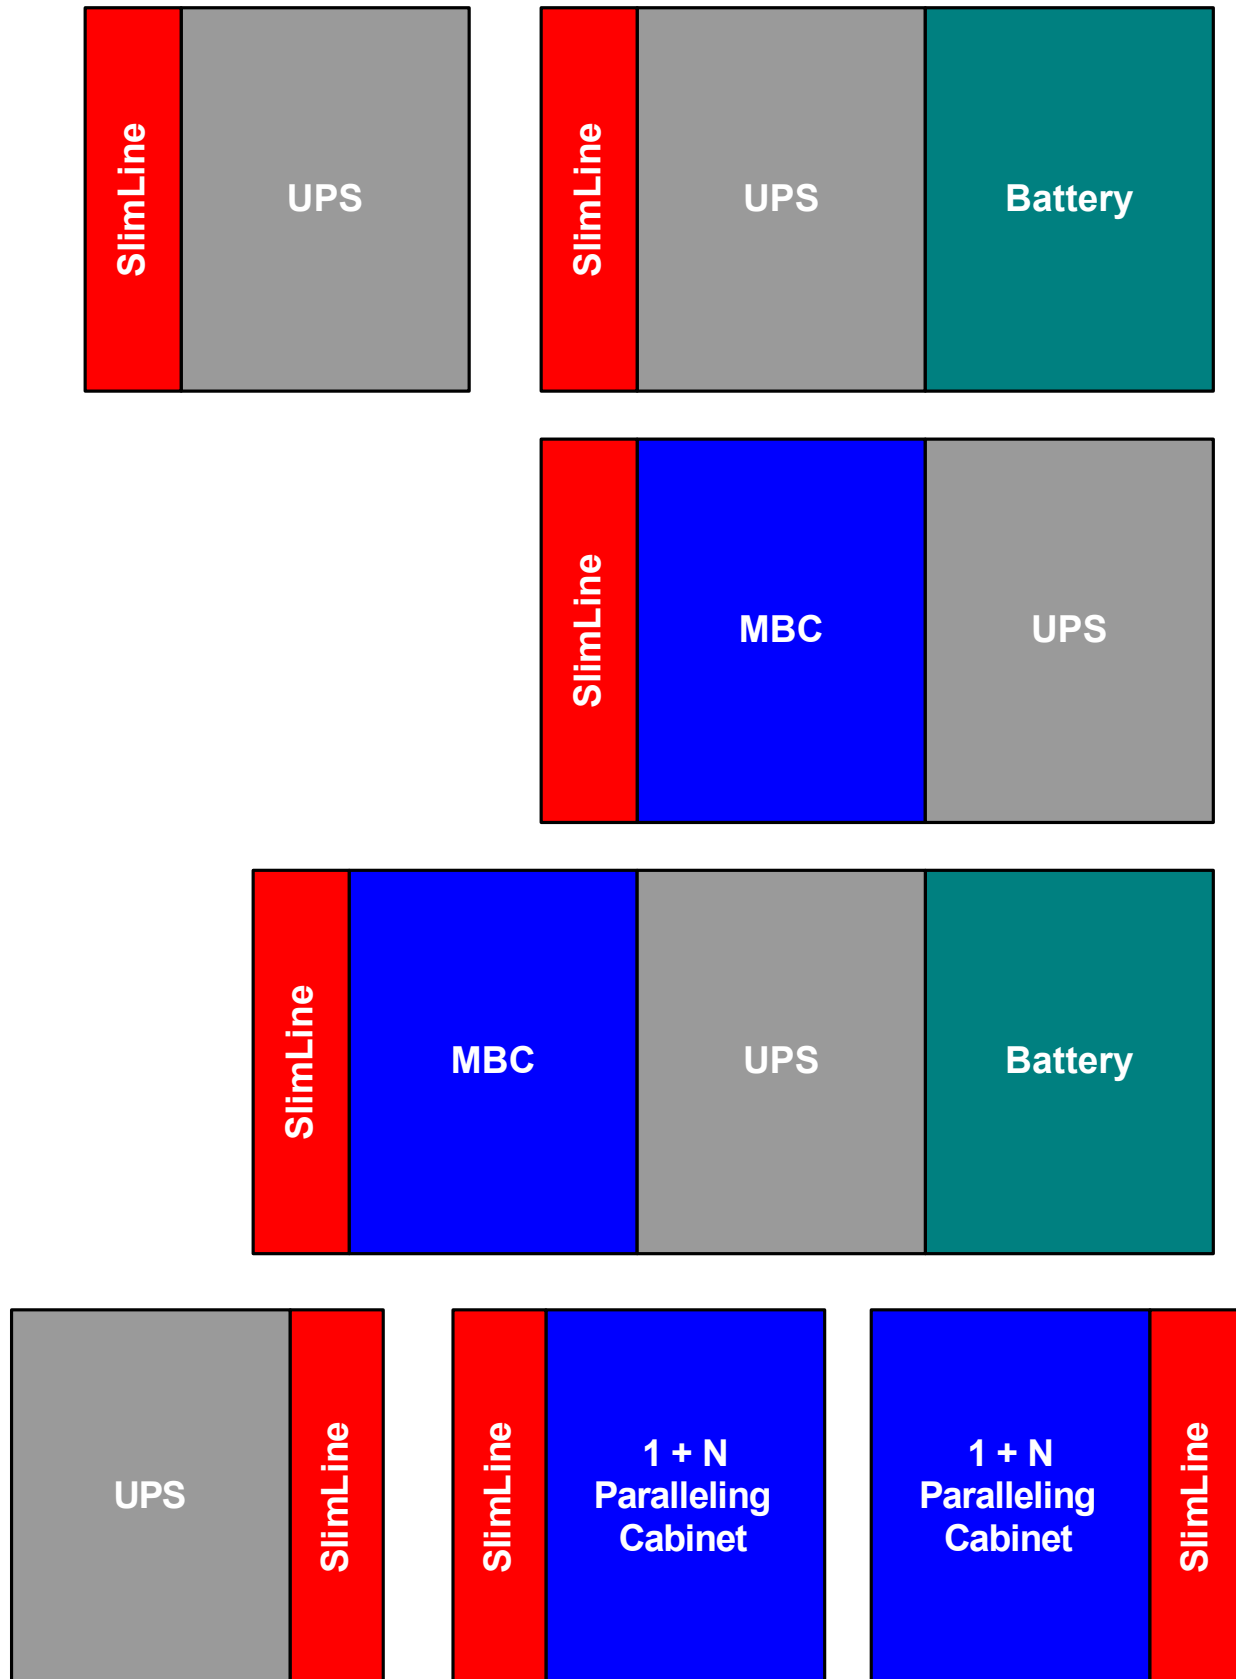 SlimLine
UPS
SlimLine
UPS
Battery
SlimLine
MBC
UPS
SlimLine
MBC
UPS
Battery
UPS
SlimLine
SlimLine
1 + N
Paralleling
Cabinet
1 + N
Paralleling
Cabinet
SlimLine